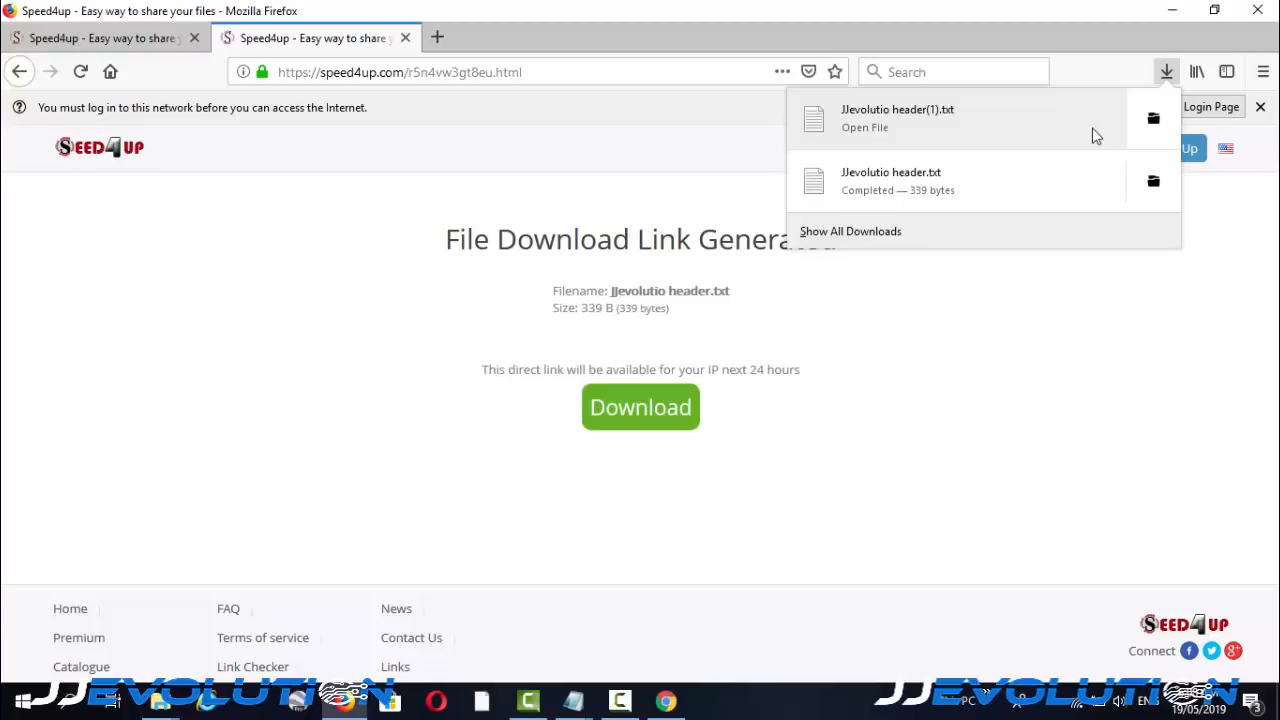 Speed4up - Easy way to share your files - Mozilla Firefox
Speed4up - Easy way to share y
Speed4up - Easy way to share y
https://speed4up.com/r5n4vw3gt8eu.html
Search
You must log in to this network before you can access the Internet.
Login Page
JJevolutio header(1).txt
Open File
SEED4UP
Up
JJevolutio header.txt
Completed — 339 bytes
Show All Downloads
File Download Link Generated
Filename: JJevolutio header.txt
Size: 339 B (339 bytes)
This direct link will be available for your IP next 24 hours
Download
Home
FAQ
News
Premium
Terms of service
Contact Us
Catalogue
Link Checker
Links
SEED4UP
Connect
JJEVOLUTION
JJEVOLUTION
PC
ENG
19/05/2019
3